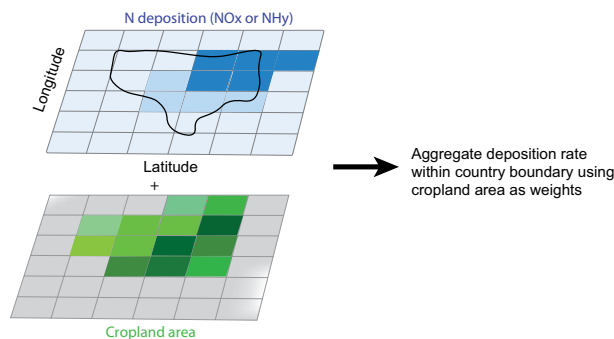 N deposition (NOx or NHy)
Longitude
Latitude
+
Aggregate deposition rate
within country boundary using
cropland area as weights
Cropland area